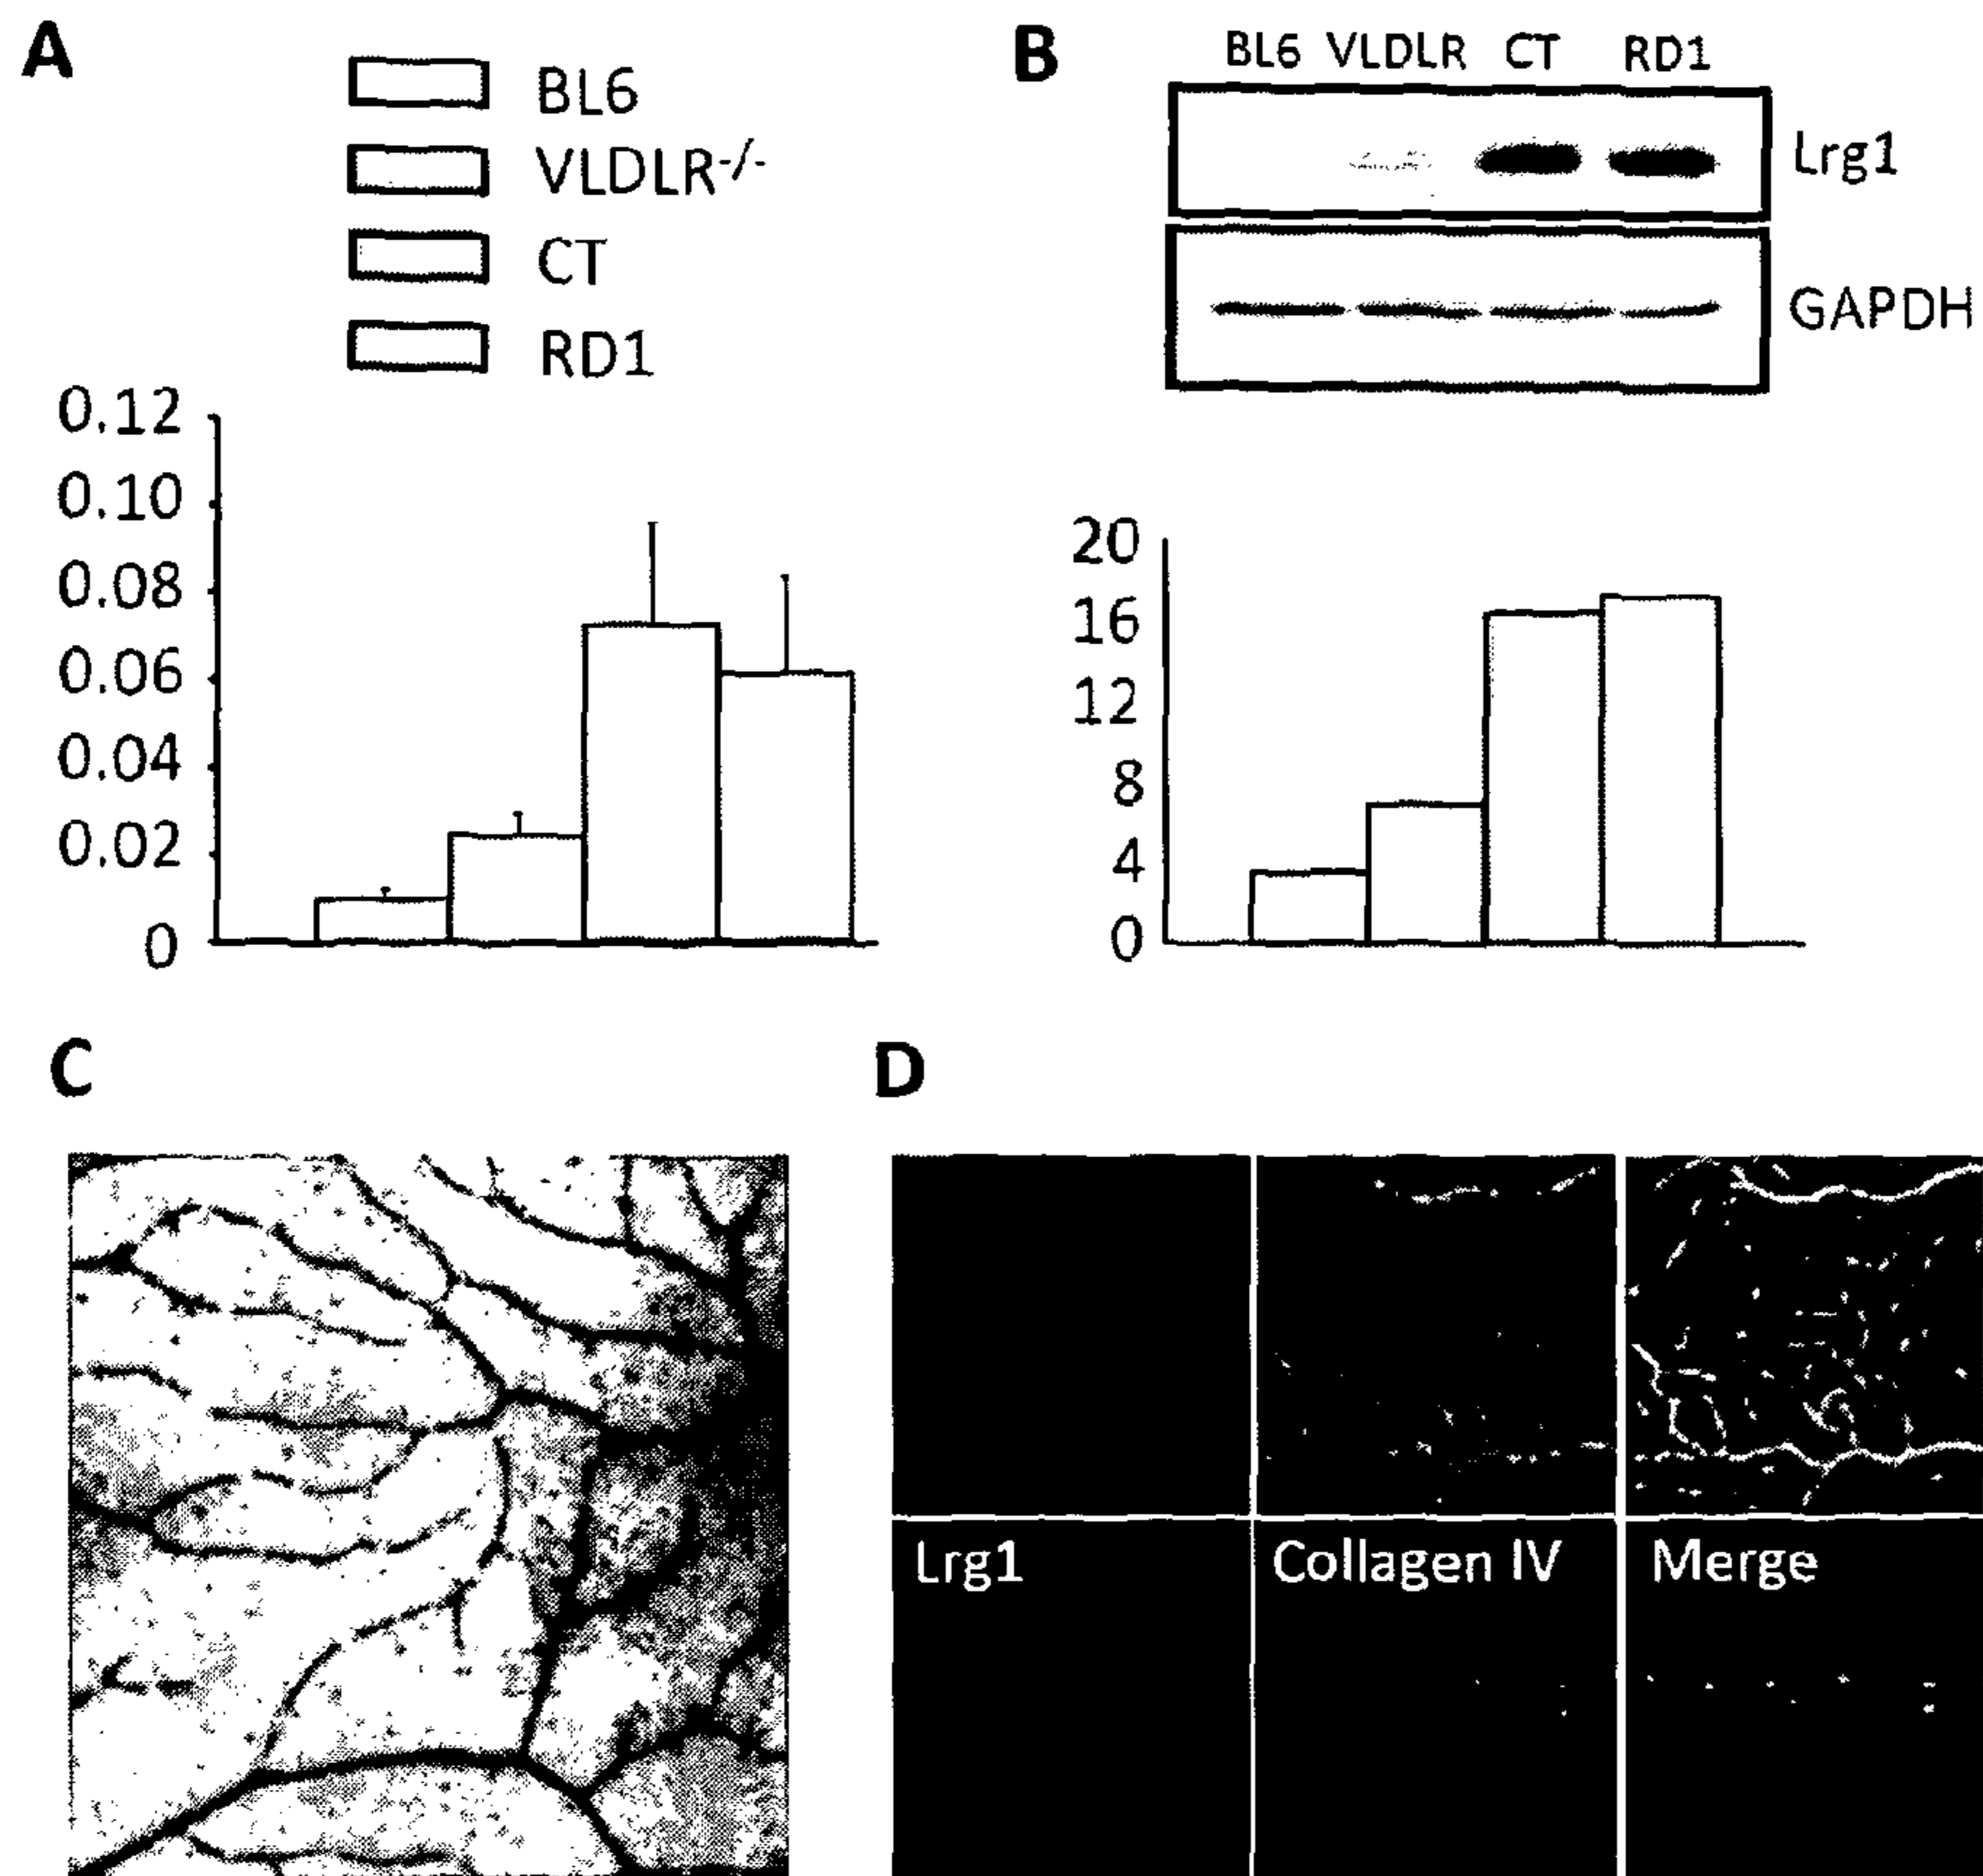 A
BL6
VLDLR-/-
CT
RD1
0.12
0.10
0.08
0.06
0.04
0.02
0
B
BL6 VLDLR CT RD1
Lrg1
GAPDH
20
16
12
8
4
0
C
D
Lrg1 Collagen IV Merge